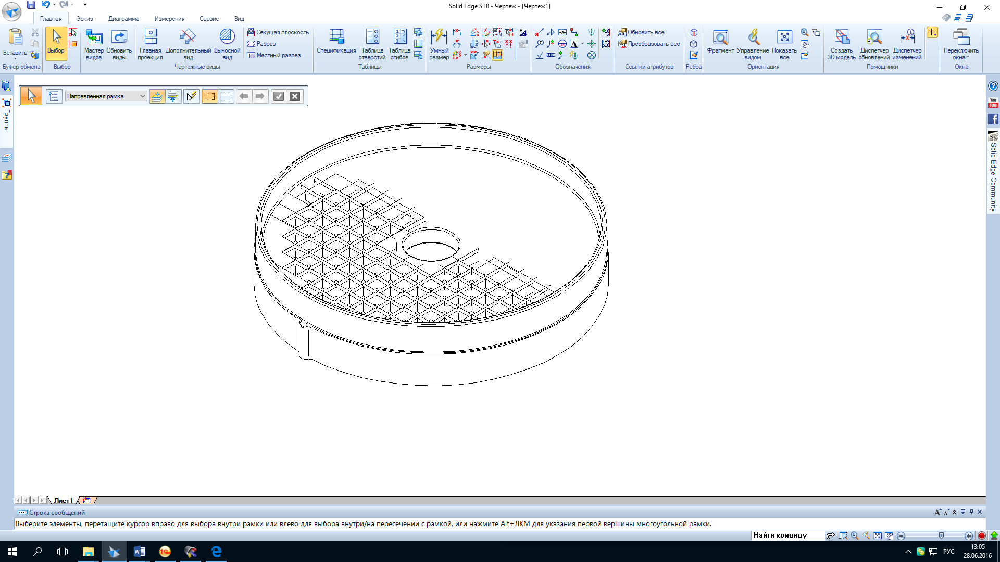 Solid Edge ST8 - Чертеж - [Чертеж1]
Главная Эскиз Диаграмма Измерения Сервис Вид
Вставить
Буфер обмена
Выбор
Выбор
Мастер видов
Обновить виды
Главная проекция
Дополнительный вид
Выносной вид
Секущая плоскость
Разрез
Местный разрез
Чертежные виды
Спецификация
Таблица отверстий
Таблица сгибов
Таблицы
Умный размер
Размеры
Обозначения
Обновить все
Преобразовать все
Ссылки атрибутов
Ребра
Фрагмент
Управление видом
Показать все
Ориентация
Создать 3D модель
Диспетчер обновлений
Диспетчер изменений
Помощники
Переключить окна
Окна
Направленная рамка
Группы
You Tube
Solid Edge Community
Лист1
Строка сообщений
Выберите элементы, перетащите курсор вправо для выбора внутри рамки или влево для выбора внутри/на пересечении с рамкой, или нажмите Alt+ЛКМ для указания первой вершины многоугольной рамки.
Найти команду
РУС
13:05
28.06.2016